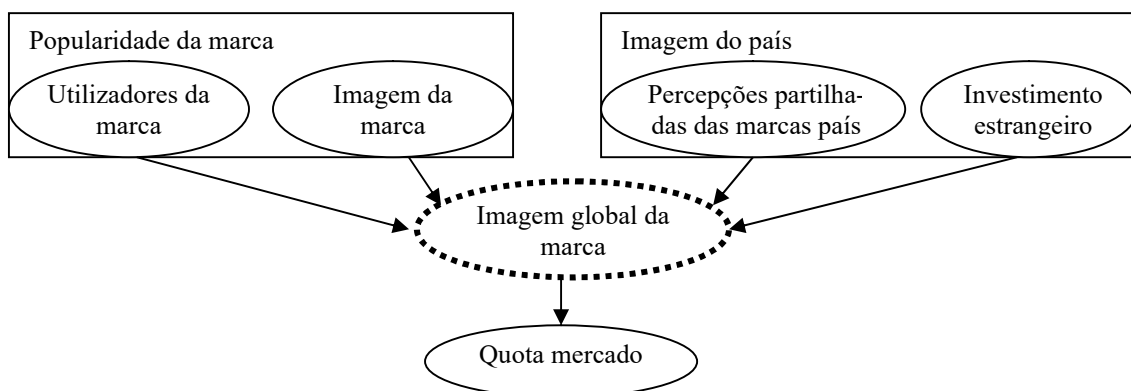 Popularidade da marca
Utilizadores da
marca
Imagem da
marca
Imagem do país
Percepções partilha-
das das marcas país
Investimento
estrangeiro
Imagem global da
marca
Quota mercado